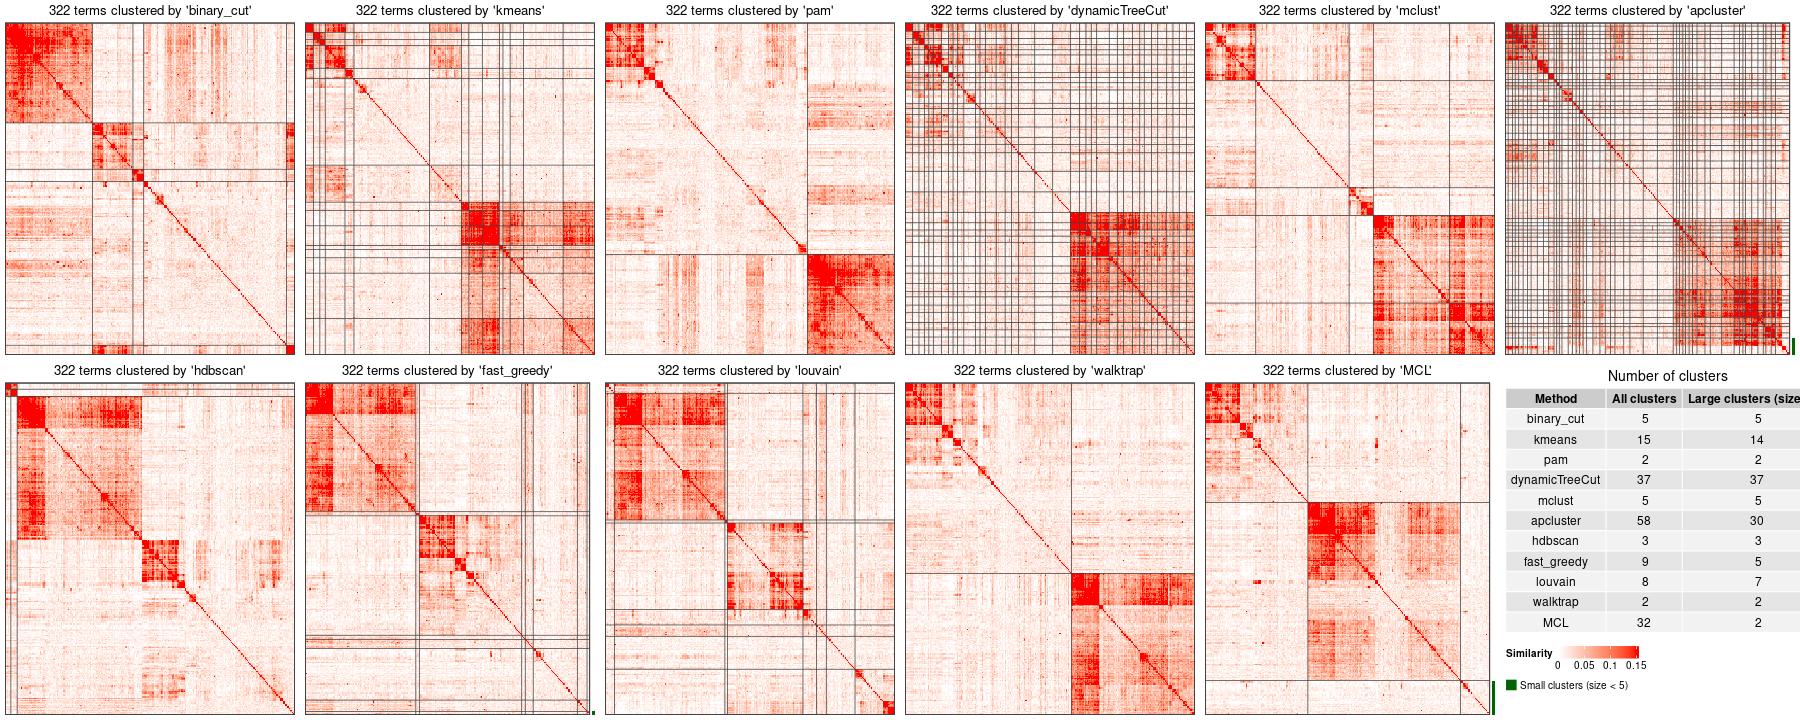 322 terms clustered by 'binary_cut'
322 terms clustered by 'kmeans'
322 terms clustered by 'pam'
322 terms clustered by 'dynamicTreeCut'
322 terms clustered by 'mclust'
322 terms clustered by 'apcluster'
322 terms clustered by 'hdbscan'
322 terms clustered by 'fast_greedy'
322 terms clustered by 'louvain'
322 terms clustered by 'walktrap'
322 terms clustered by 'MCL'
Number of clusters
Method All clusters Large clusters (size
binary_cut 5 5
kmeans 15 14
pam 2 2
dynamicTreeCut 37 37
mclust 5 5
apcluster 58 30
hdbscan 3 3
fast_greedy 9 5
louvain 8 7
walktrap 2 2
MCL 32 2
Similarity
0 0.05 0.1 0.15
Small clusters (size < 5)